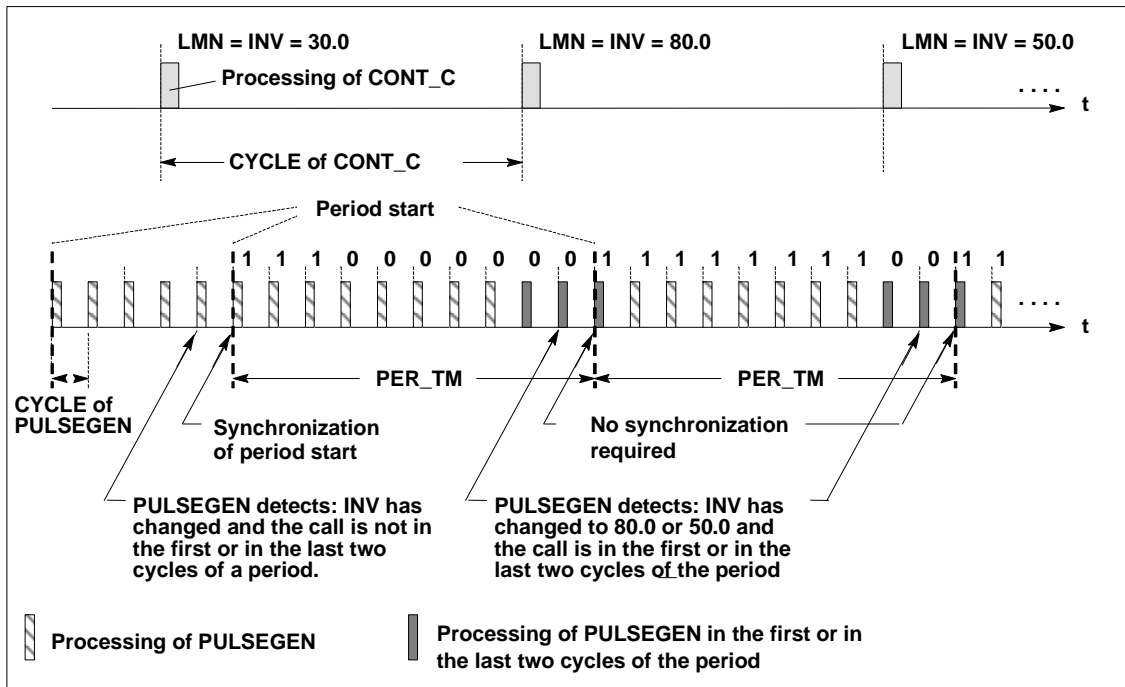 LMN = INV = 30.0
LMN = INV = 80.0
LMN = INV = 50.0
Processing of CONT_C
. . . .
t
CYCLE of CONT_C
Period start
1 1 1 0 0 0 0 0 0 0 1 1 1 1 1 1 1 1 0 0 1 1
. . . .
t
PER_TM
PER_TM
CYCLE of
PULSEGEN
Synchronization
of period start
No synchronization
required
PULSEGEN detects: INV has
changed and the call is not in
the first or in the last two
cycles of a period.
PULSEGEN detects: INV has
changed to 80.0 or 50.0 and
the call is in the first or in the
last two cycles of the period
Processing of PULSEGEN
Processing of PULSEGEN in the first or in
the last two cycles of the period